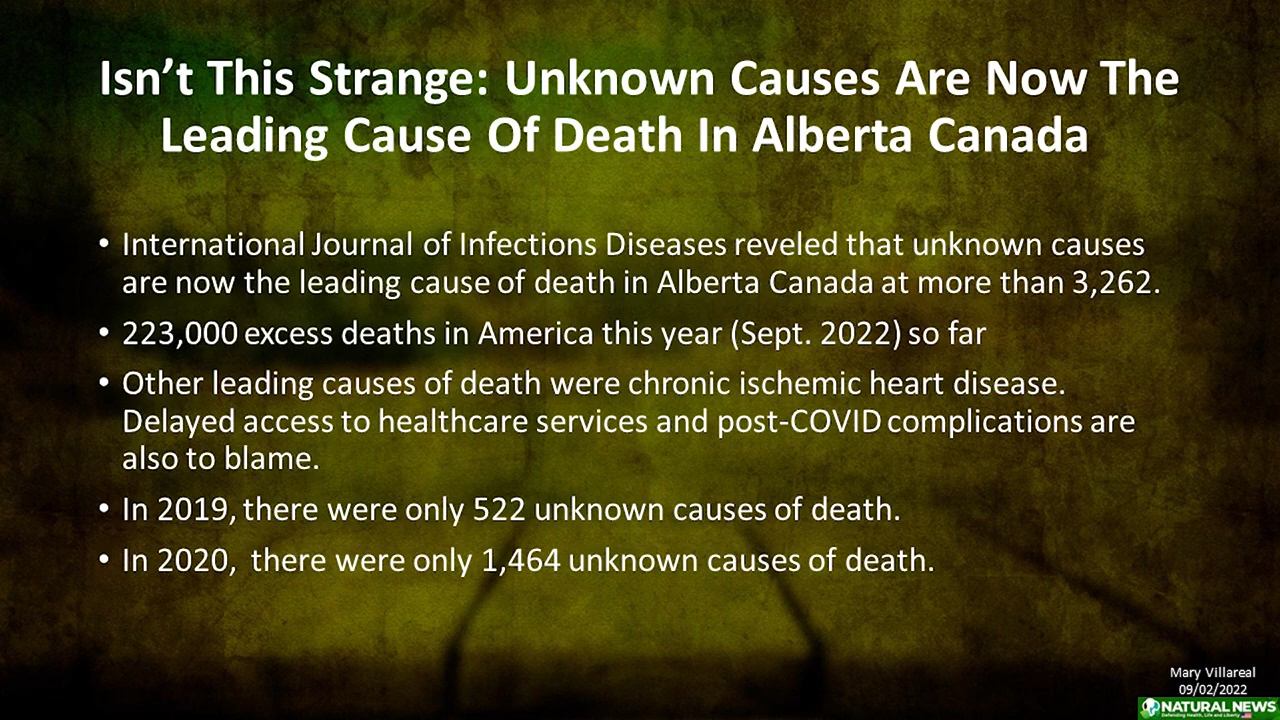 Isn’t This Strange: Unknown Causes Are Now The
Leading Cause Of Death In Alberta Canada
• International Journal of Infections Diseases reveled that unknown causes
are now the leading cause of death in Alberta Canada at more than 3,262.
• 223,000 excess deaths in America this year (Sept. 2022) so far
• Other leading causes of death were chronic ischemic heart disease.
Delayed access to healthcare services and post-COVID complications are
also to blame.
• In 2019, there were only 522 unknown causes of death.
• In 2020,  there were only 1,464 unknown causes of death.
Mary Villareal
09/02/2022
NATURAL NEWS
Defending Health, Life and Liberty